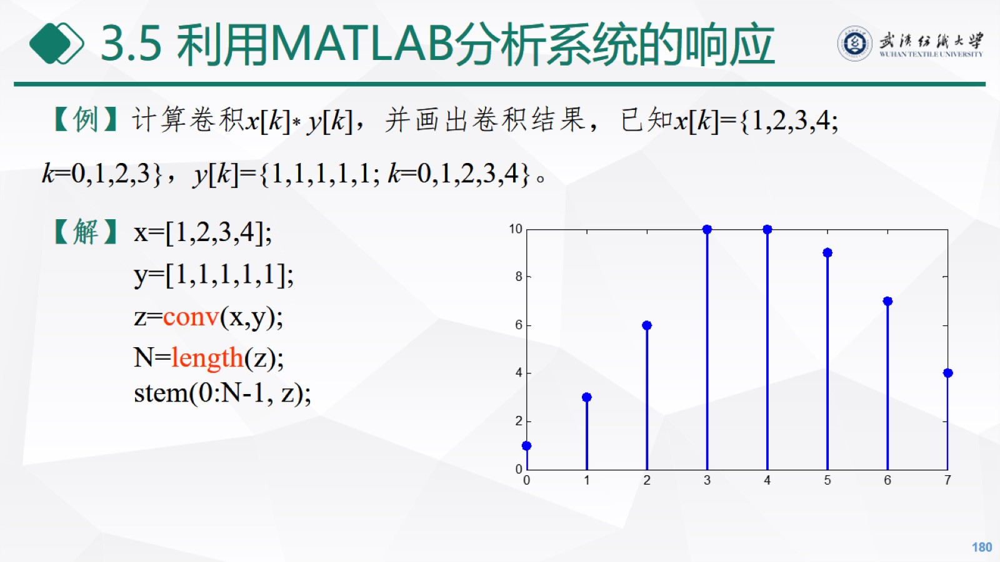 3.5 利用MATLAB分析系统的响应
武汉纺织大学
WUHAN TEXTILE UNIVERSITY
【例】计算卷积x[k]* y[k]，并画出卷积结果，已知x[k]={1,2,3,4;
k=0,1,2,3}，y[k]={1,1,1,1,1; k=0,1,2,3,4}。
【解】x=[1,2,3,4];
y=[1,1,1,1,1];
z=conv(x,y);
N=length(z);
stem(0:N-1, z);
10
8
6
4
2
0
0 1 2 3 4 5 6 7
180